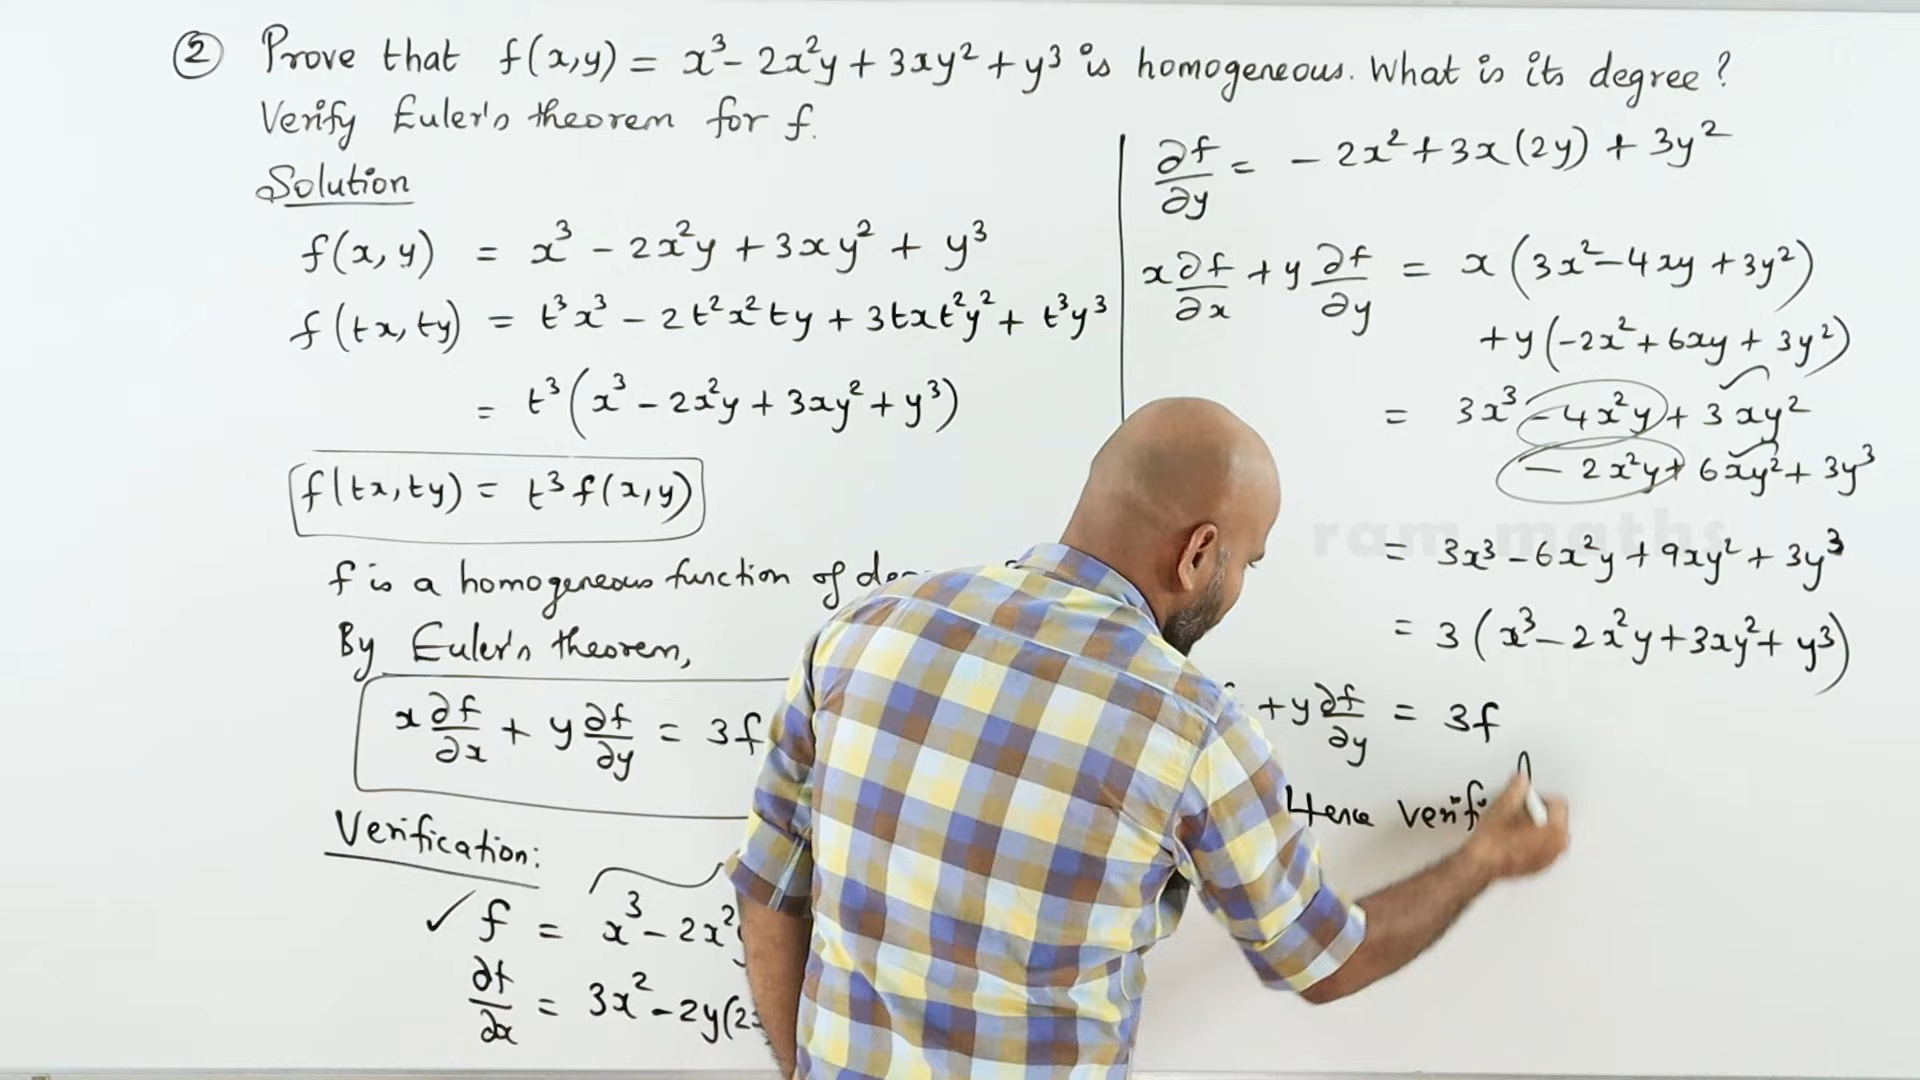 ② Prove that f(x,y) = x³ - 2x²y + 3xy² + y³ is homogeneous. What is its degree?
Verify Euler's theorem for f.
Solution
f(x,y) = x³ - 2x²y + 3xy² + y³
f(tx,ty) = t³x³ - 2t²x²ty + 3txt²y² + t³y³
= t³(x³ - 2x²y + 3xy² + y³)
f(tx,ty) = t³f(x,y)
f is a homogeneous function of
By Euler's theorem,
x ∂f/∂x + y ∂f/∂y = 3f
Verification:
✓ f = x³ - 2x²
∂f/∂x = 3x² - 2y(2
∂f/∂y = - 2x² + 3x(2y) + 3y²
x ∂f/∂x + y ∂f/∂y = x(3x² - 4xy + 3y²)
+ y(-2x² + 6xy + 3y²)
= 3x³ - 4x²y + 3xy²
- 2x²y + 6xy² + 3y³
ram maths
= 3x³ - 6x²y + 9xy² + 3y³
= 3(x³ - 2x²y + 3xy² + y³)
+ y ∂f/∂y = 3f
Hence verifi